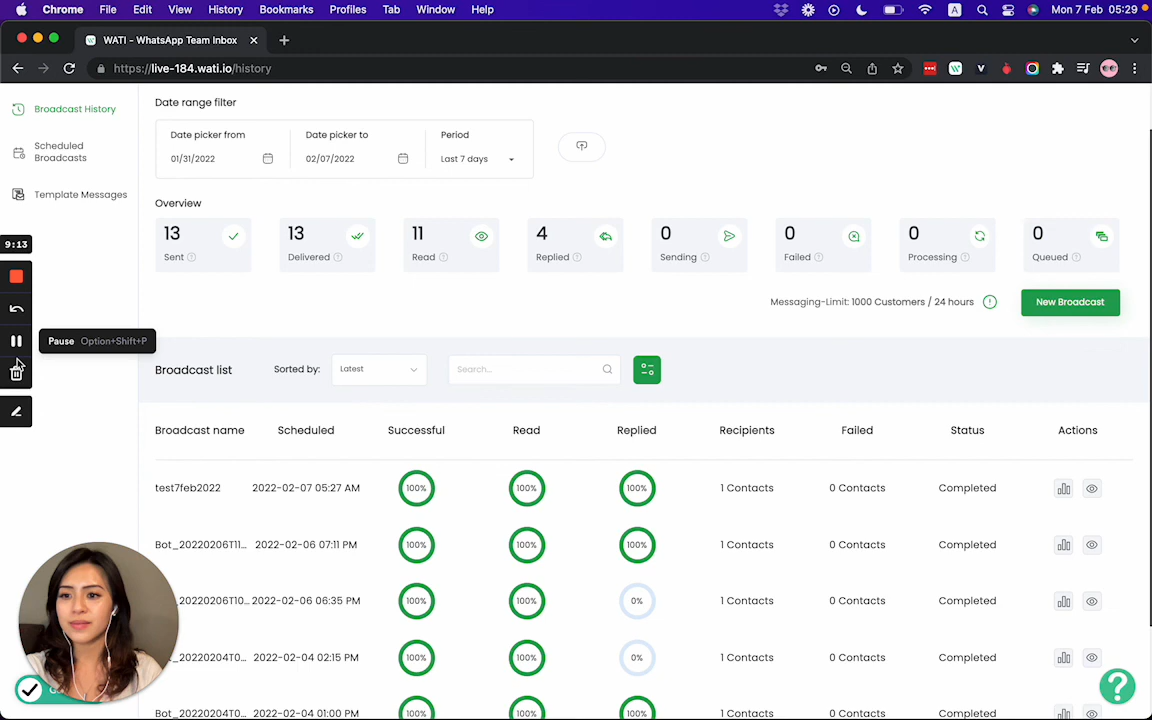 Chrome File Edit View History Bookmarks Profiles Tab Window Help A Mon 7 Feb 05:29
WATI - WhatsApp Team Inbox
https://live-184.wati.io/history
Broadcast History
Scheduled Broadcasts
Template Messages
9:13
Pause Option+Shift+P
Date range filter
Date picker from Date picker to Period
01/31/2022 02/07/2022 Last 7 days
Overview
13 13 11 4 0 0 0 0
Sent Delivered Read Replied Sending Failed Processing Queued
Messaging-Limit: 1000 Customers / 24 hours New Broadcast
Broadcast list Sorted by: Latest Search...
Broadcast name Scheduled Successful Read Replied Recipients Failed Status Actions
test7feb2022 2022-02-07 05:27 AM 100% 100% 100% 1 Contacts 0 Contacts Completed
Bot_20220206T11... 2022-02-06 07:11 PM 100% 100% 100% 1 Contacts 0 Contacts Completed
_20220206T10... 2022-02-06 06:35 PM 100% 100% 0% 1 Contacts 0 Contacts Completed
_20220204T0... 2022-02-04 02:15 PM 100% 100% 0% 1 Contacts 0 Contacts Completed
Bot_20220204T0... 2022-02-04 01:00 PM 100% 100% 100% 1 Contacts 0 Contacts Completed
?